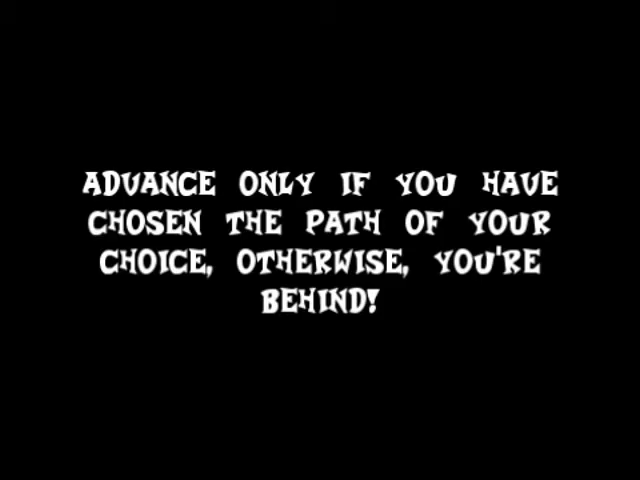 ADVANCE ONLY IF YOU HAVE
CHOSEN THE PATH OF YOUR
CHOICE, OTHERWISE, YOU'RE
BEHIND!